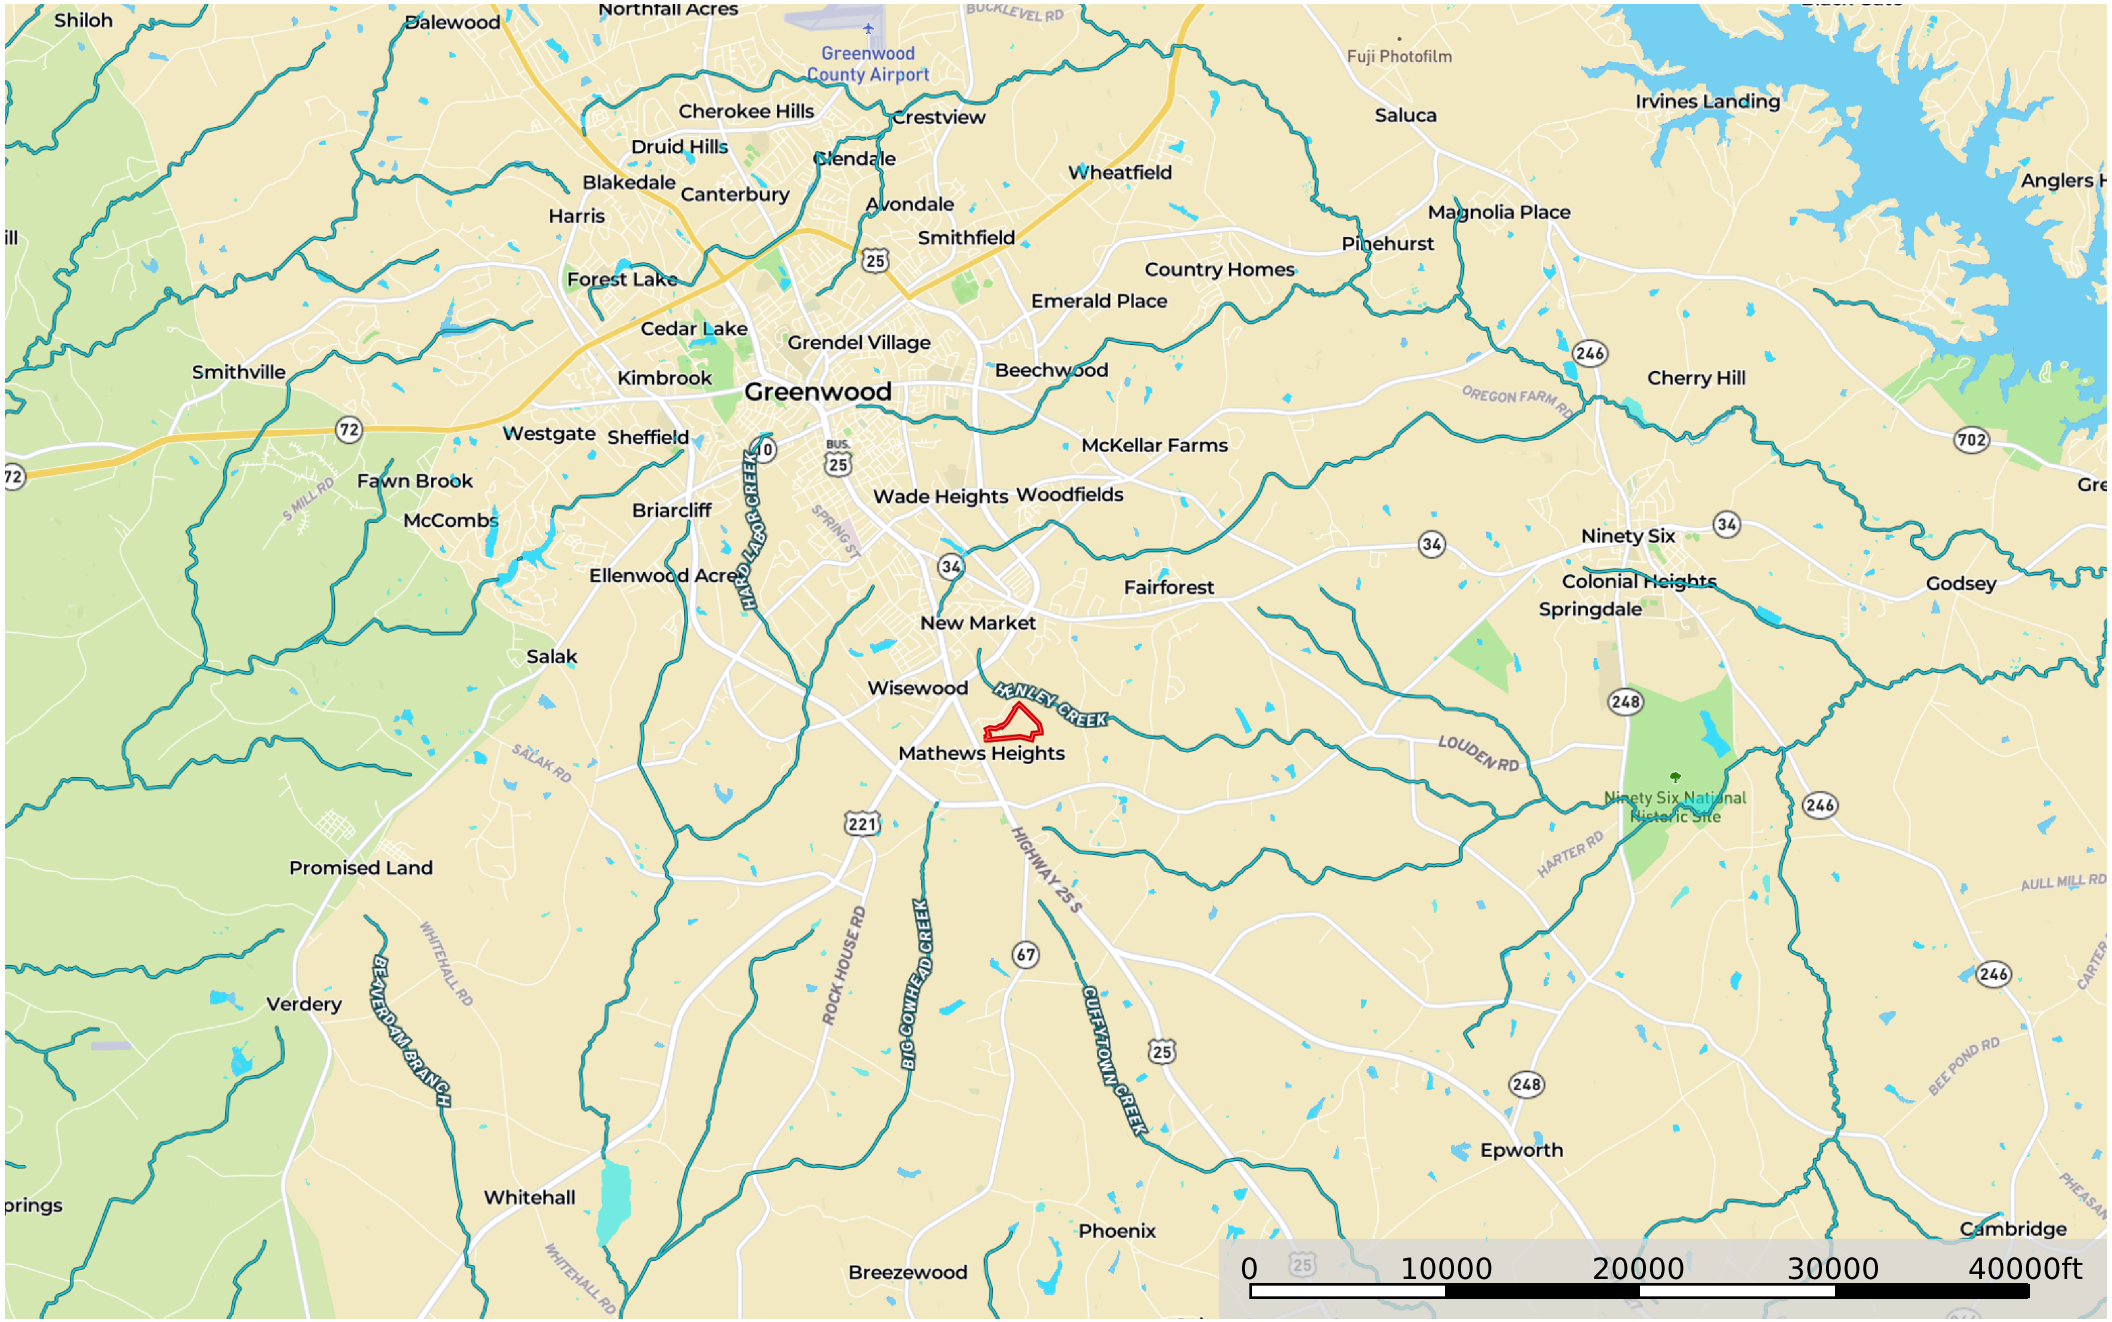 Shiloh
Dalewood
Northfall Acres
BUCKLEVEL RD
Greenwood
County Airport
Fuji Photofilm
Irvines Landing
Saluca
Cherokee Hills
Crestview
Druid Hills
Glendale
Wheatfield
Anglers H
Blakedale
Canterbury
Harris
Avondale
Magnolia Place
ill
Smithfield
Pinehurst
25
Forest Lake
Country Homes
Emerald Place
Cedar Lake
Grendel Village
246
Smithville
Kimbrook
Beechwood
Cherry Hill
Greenwood
OREGON FARM RD
72
Westgate
Sheffield
10
BUS.
25
McKellar Farms
702
72
Fawn Brook
S MILL RD
Wade Heights
Woodfields
Gre
McCombs
Briarcliff
HARD LABOR CREEK
SPRING ST
34
34
Ninety Six
34
Ellenwood Acre
Fairforest
Colonial Heights
Godsey
Springdale
New Market
Salak
Wisewood
HENLEY CREEK
248
Mathews Heights
LOUDEN RD
SALAK RD
Ninety Six National
Historic Site
246
221
HIGHWAY 25 S
HARTER RD
Promised Land
AULL MILL RD
WHITEHALL RD
ROCK HOUSE RD
BIG COWHEAD CREEK
67
CARTER
246
BEAVERDAM BRANCH
Verdery
CUFFYTOWN CREEK
25
BEE POND RD
248
Epworth
Whitehall
prings
PHEASAN
Phoenix
Cambridge
WHITEHALL RD
Breezewood
25
0 10000 20000 30000 40000ft